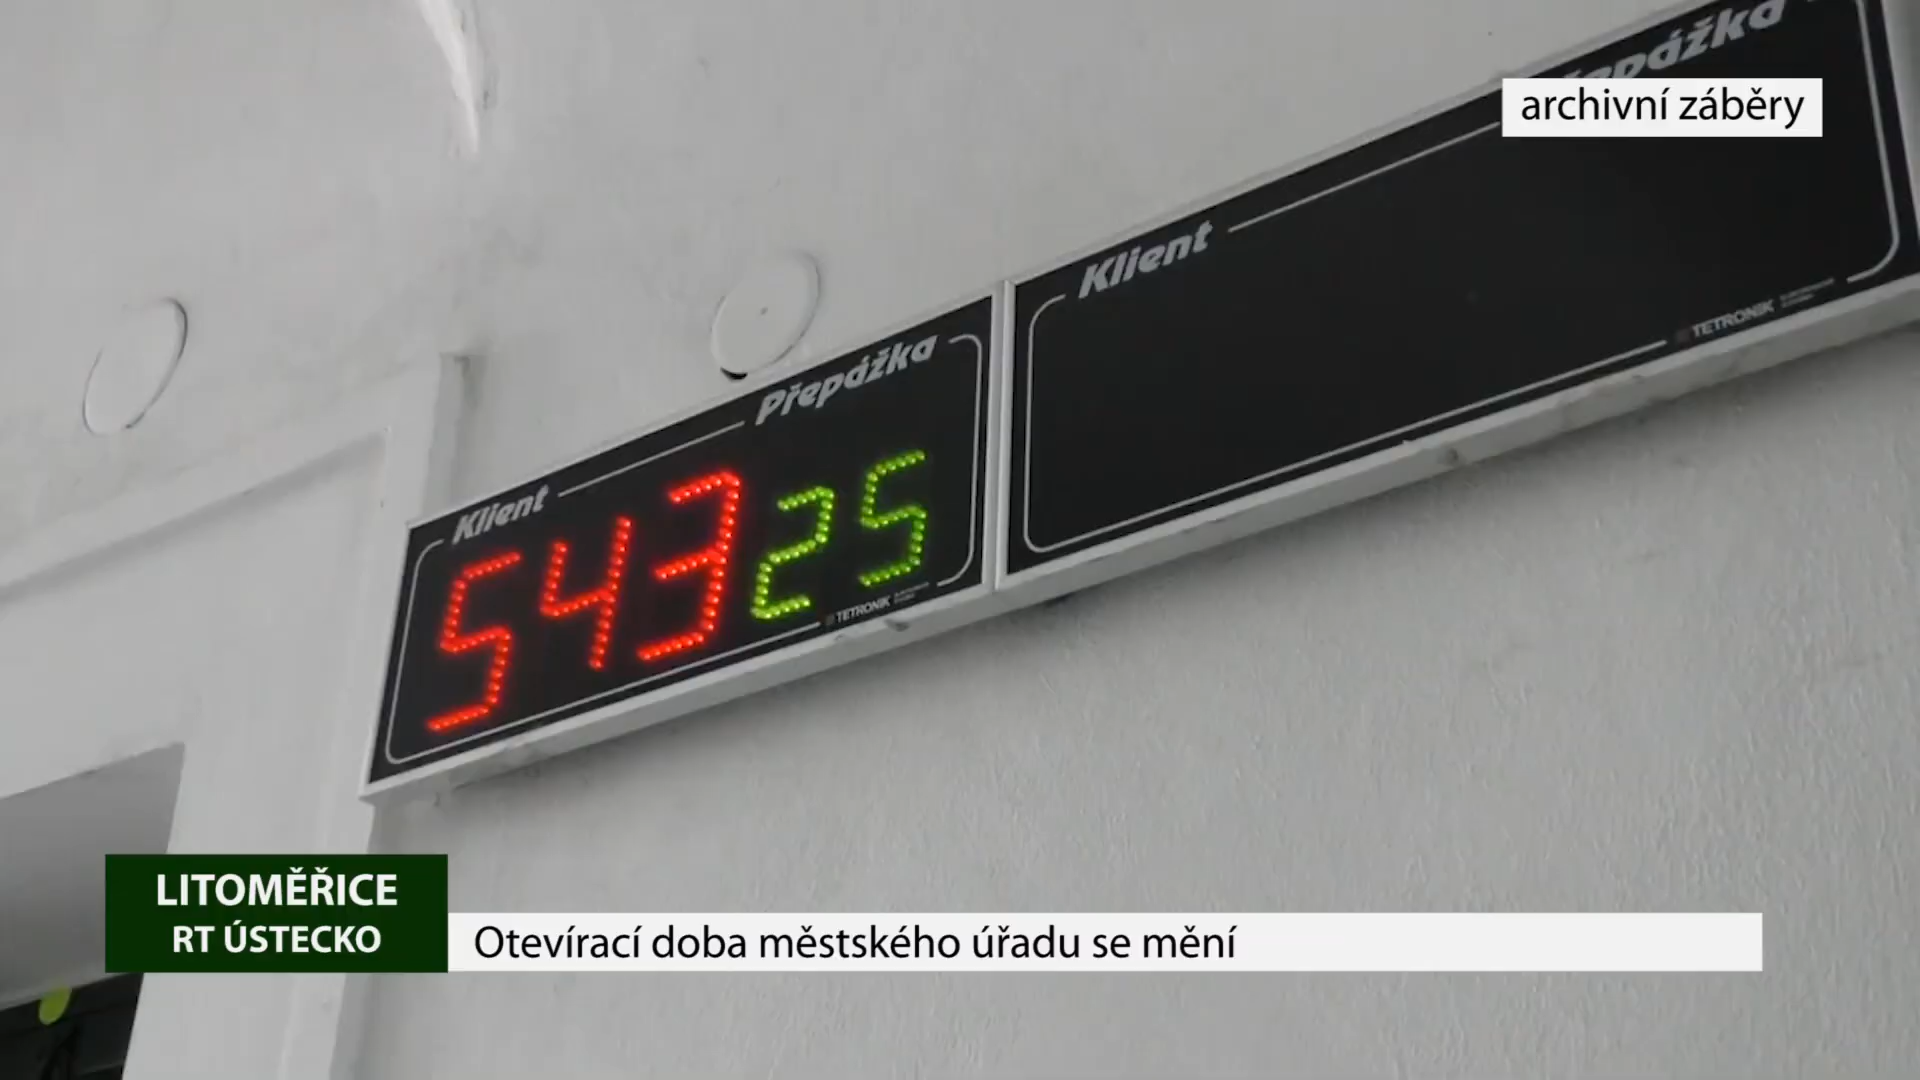 Přepážka
archivní záběry
Klient
TETRONIK
Přepážka
Klient
543 25
TETRONIK
LITOMĚŘICE
RT ÚSTECKO
Otevírací doba městského úřadu se mění